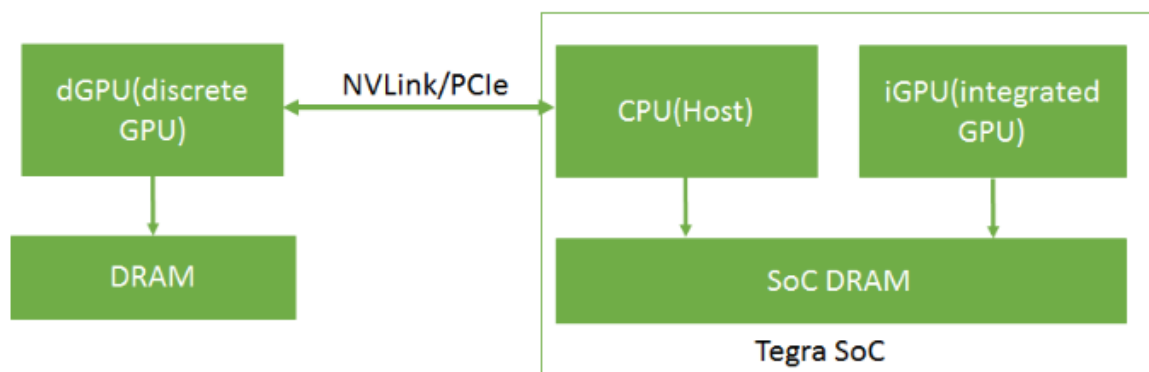 dGPU(discrete
GPU)
NVLink/PCIe
CPU(Host)
iGPU(integrated
GPU)
DRAM
SoC DRAM
Tegra SoC